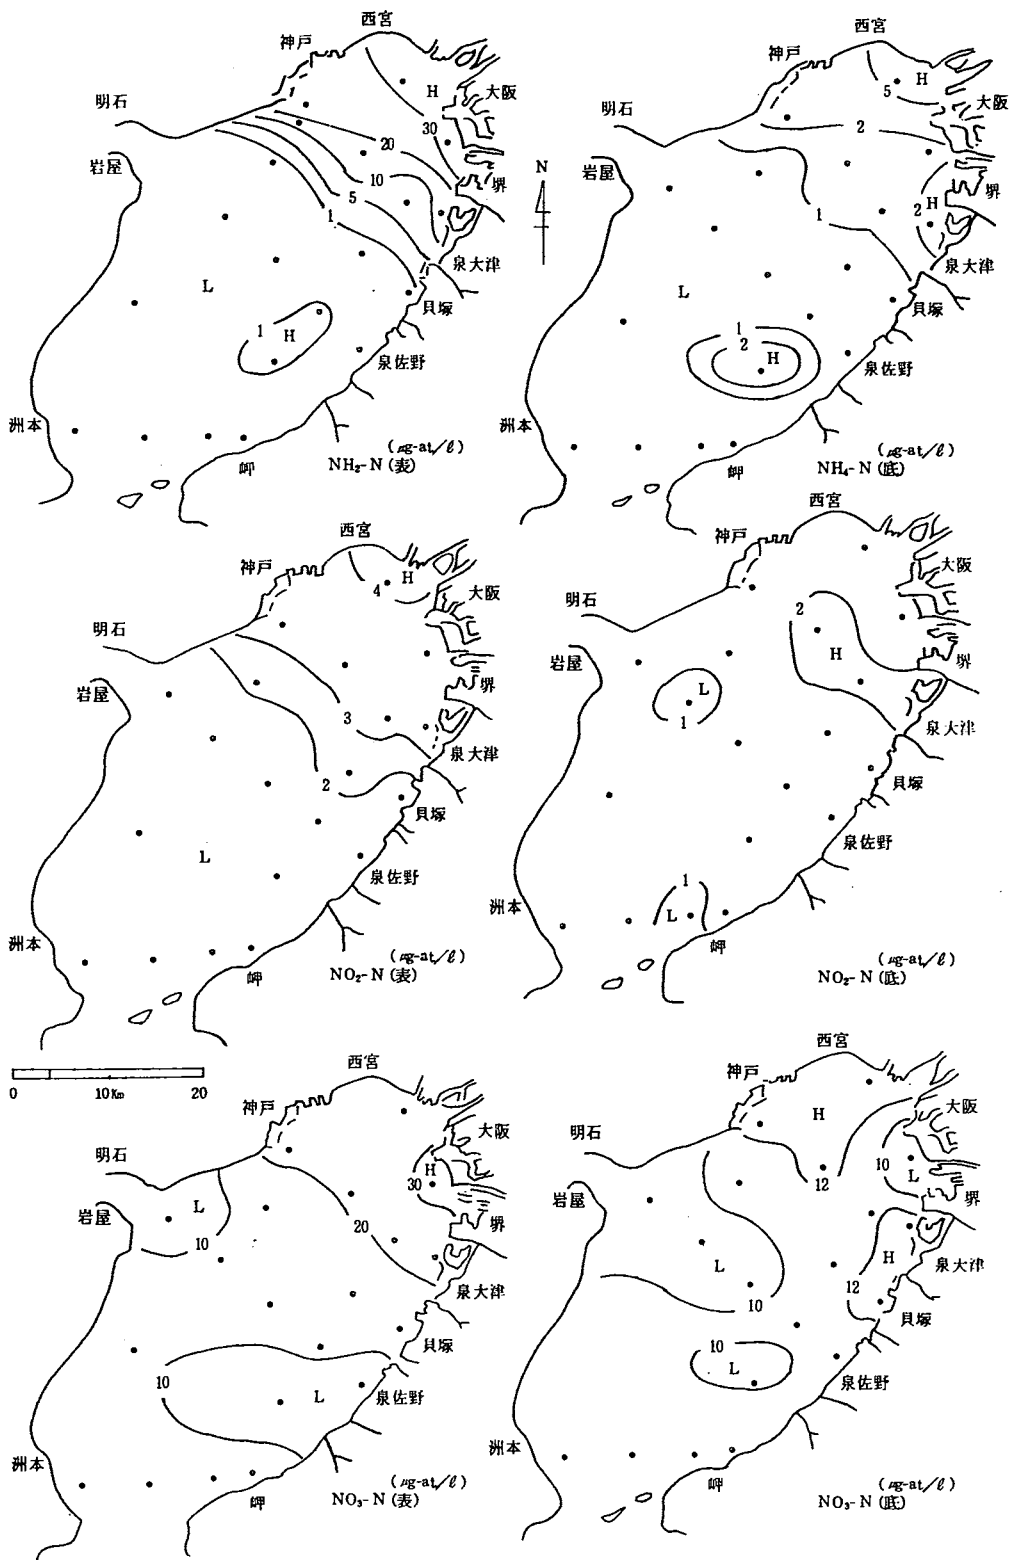 西宮
神戸
H
大阪
明石
30
20
岩屋
10
堺
5
1
泉大津
L
貝塚
1
H
泉佐野
洲本
岬
(μg-at/ℓ)
NH₂-N (表)
N
西宮
神戸
H
5
大阪
明石
2
岩屋
堺
H
2
1
泉大津
L
貝塚
1
2
H
泉佐野
洲本
岬
(μg-at/ℓ)
NH₄-N (底)
西宮
神戸
H
4
大阪
明石
岩屋
堺
3
泉大津
2
貝塚
L
泉佐野
洲本
岬
(μg-at/ℓ)
NO₂-N (表)
西宮
神戸
大阪
明石
2
H
岩屋
堺
L
1
泉大津
貝塚
泉佐野
1
洲本
L
岬
(μg-at/ℓ)
NO₂-N (底)
0 10Km 20
西宮
神戸
大阪
明石
H
30
L
岩屋
堺
20
10
泉大津
貝塚
10
L
泉佐野
洲本
岬
(μg-at/ℓ)
NO₃-N (表)
西宮
神戸
H
大阪
明石
10
L
12
岩屋
堺
L
H
泉大津
12
10
貝塚
10
L
泉佐野
洲本
岬
(μg-at/ℓ)
NO₃-N (底)